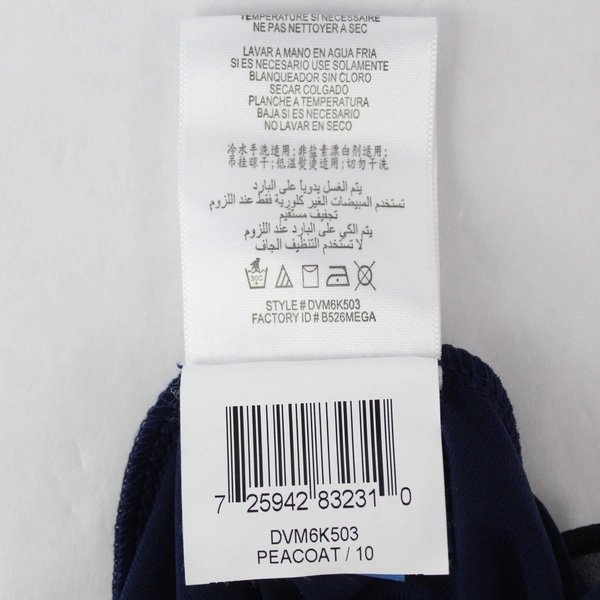 TEMPERATURE SI NECESSAIRE
NE PAS NETTOYER A SEC
LAVAR A MANO EN AGUA FRIA
SI ES NECESARIO USE SOLAMENTE
BLANQUEADOR SIN CLORO
SECAR COLGADO
PLANCHE A TEMPERATURA
BAJA SI ES NECESARIO
NO LAVAR EN SECO
冷水手洗适用;非盐素漂白剂适用;
吊挂晾干;低温熨烫适用;切勿干洗
يتم الغسل يدوياً على البارد
تستخدم المبيضات الغير كلورية فقط عند اللزوم
تجفيف مستقيم
يتم الكي على البارد عند اللزوم
لا تستخدم التنظيف الجاف
30C
STYLE # DVM6K503
FACTORY ID # B526MEGA
7 25942 83231 0
DVM6K503
PEACOAT / 10